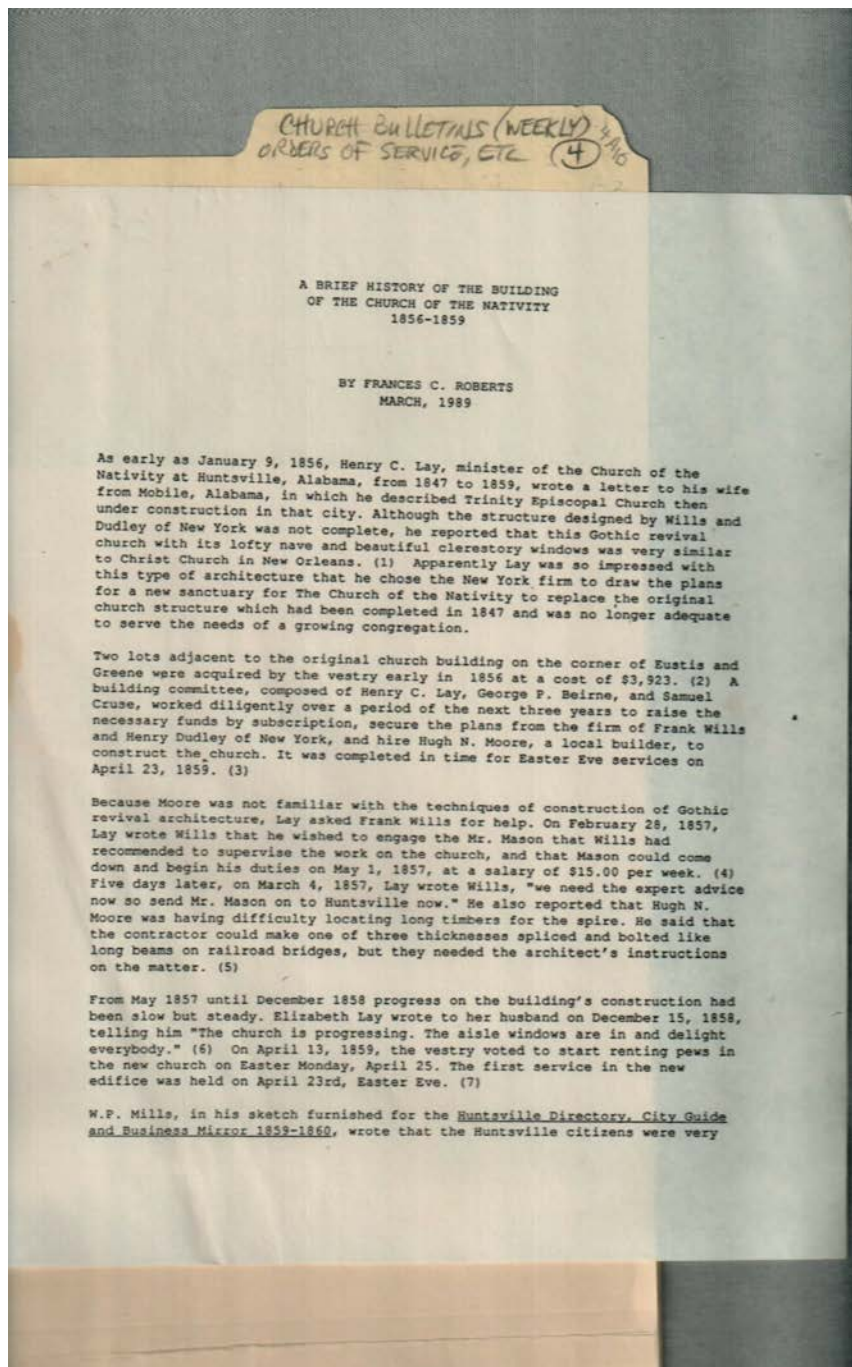 CHURCH BULLETINS (WEEKLY)
ORDERS OF SERVICE, ETC 4
A BRIEF HISTORY OF THE BUILDING
OF THE CHURCH OF THE NATIVITY
1856-1859
BY FRANCES C. ROBERTS
MARCH, 1989
As early as January 9, 1856, Henry C. Lay, minister of the Church of the
Nativity at Huntsville, Alabama, from 1847 to 1859, wrote a letter to his wife
from Mobile, Alabama, in which he described Trinity Episcopal Church then
under construction in that city. Although the structure designed by Wills and
Dudley of New York was not complete, he reported that this Gothic revival
church with its lofty nave and beautiful clerestory windows was very similar
to Christ Church in New Orleans. (1) Apparently Lay was so impressed with
this type of architecture that he chose the New York firm to draw the plans
for a new sanctuary for The Church of the Nativity to replace the original
church structure which had been completed in 1847 and was no longer adequate
to serve the needs of a growing congregation.
Two lots adjacent to the original church building on the corner of Eustis and
Greene were acquired by the vestry early in 1856 at a cost of $3,923. (2) A
building committee, composed of Henry C. Lay, George P. Beirne, and Samuel
Cruse, worked diligently over a period of the next three years to raise the
necessary funds by subscription, secure the plans from the firm of Frank Wills
and Henry Dudley of New York, and hire Hugh N. Moore, a local builder, to
construct the church. It was completed in time for Easter Eve services on
April 23, 1859. (3)
Because Moore was not familiar with the techniques of construction of Gothic
revival architecture, Lay asked Frank Wills for help. On February 28, 1857,
Lay wrote Wills that he wished to engage the Mr. Mason that Wills had
recommended to supervise the work on the church, and that Mason could come
down and begin his duties on May 1, 1857, at a salary of $15.00 per week. (4)
Five days later, on March 4, 1857, Lay wrote Wills, "we need the expert advice
now so send Mr. Mason on to Huntsville now." He also reported that Hugh N.
Moore was having difficulty locating long timbers for the spire. He said that
the contractor could make one of three thicknesses spliced and bolted like
long beams on railroad bridges, but they needed the architect's instructions
on the matter. (5)
From May 1857 until December 1858 progress on the building's construction had
been slow but steady. Elizabeth Lay wrote to her husband on December 15, 1858,
telling him "The church is progressing. The aisle windows are in and delight
everybody." (6) On April 13, 1859, the vestry voted to start renting pews in
the new church on Easter Monday, April 25. The first service in the new
edifice was held on April 23rd, Easter Eve. (7)
W.P. Mills, in his sketch furnished for the Huntsville Directory, City Guide
and Business Mirror 1859-1860, wrote that the Huntsville citizens were very